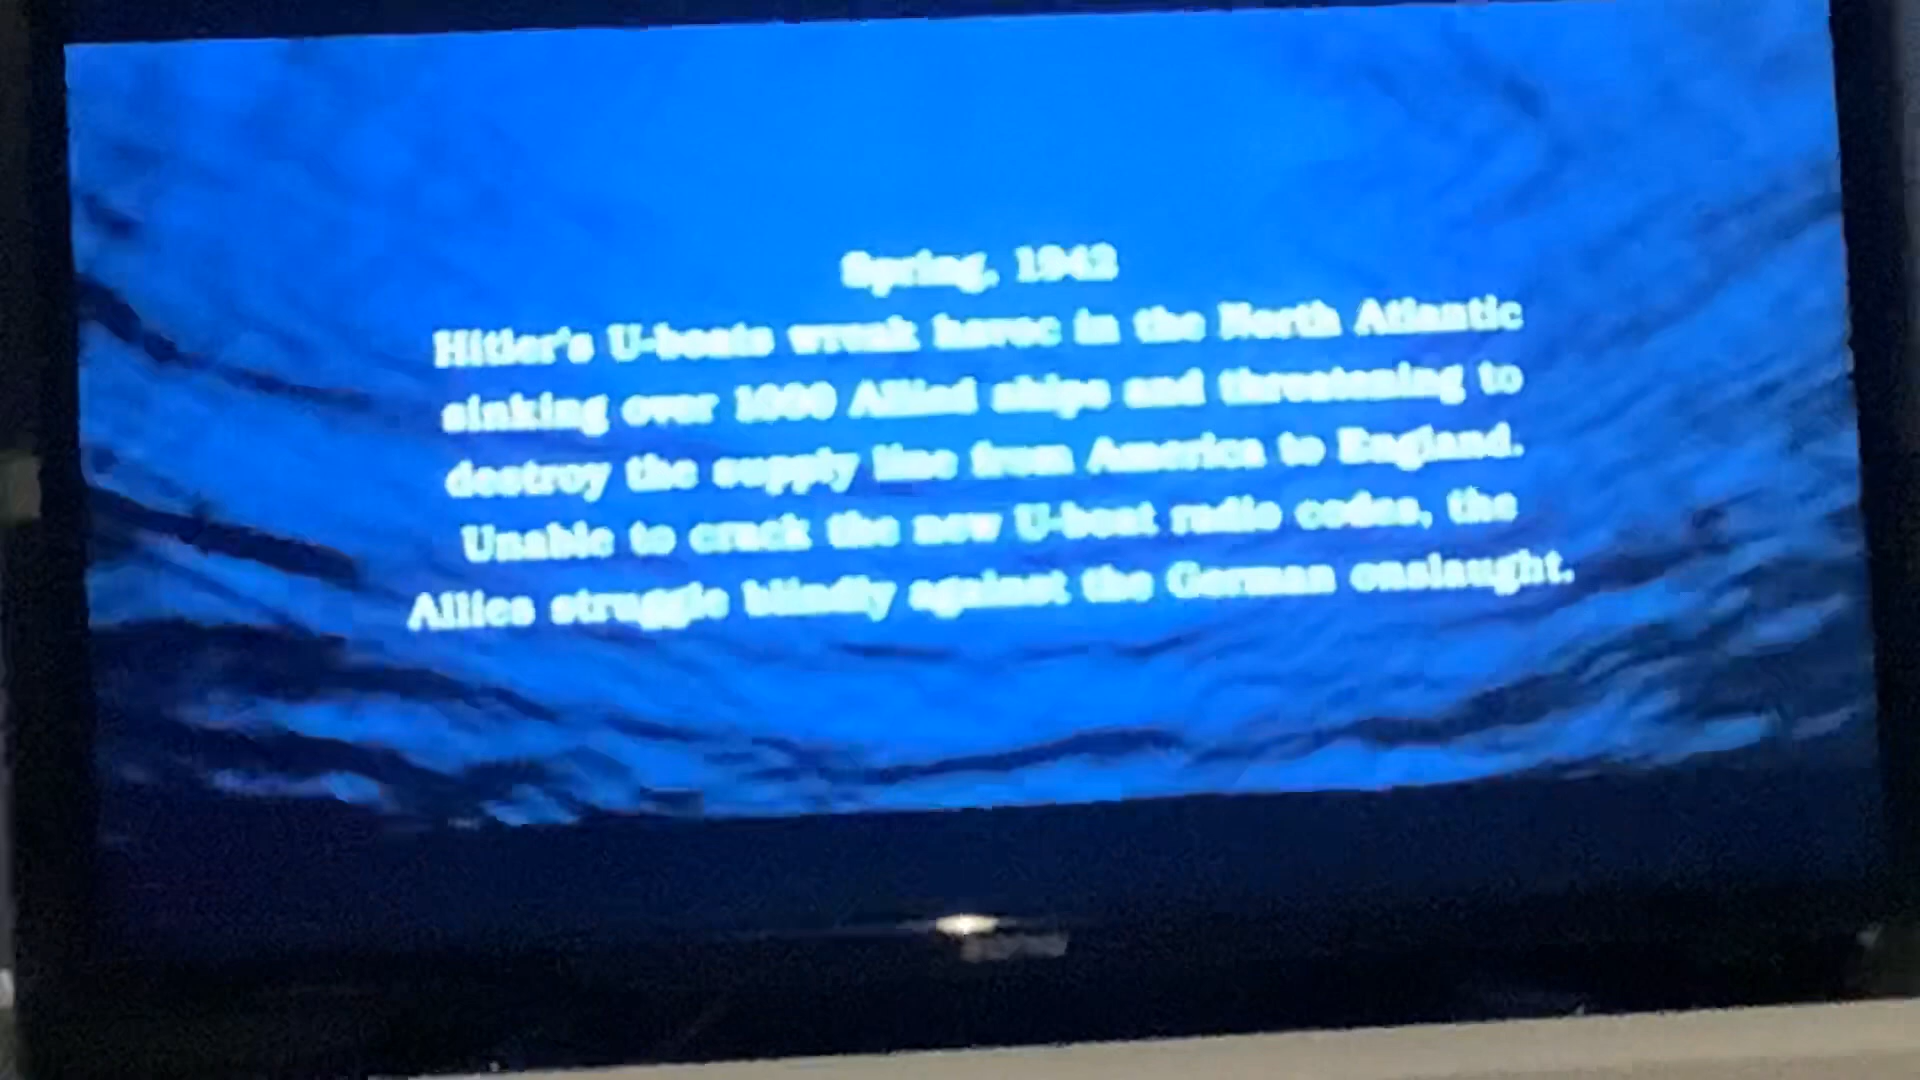 Spring, 1942
Hitler's U-boats wreak havoc in the North Atlantic
sinking over 1000 Allied ships and threatening to
destroy the supply line from America to England.
Unable to crack the new U-boat radio codes, the
Allies struggle blindly against the German onslaught.